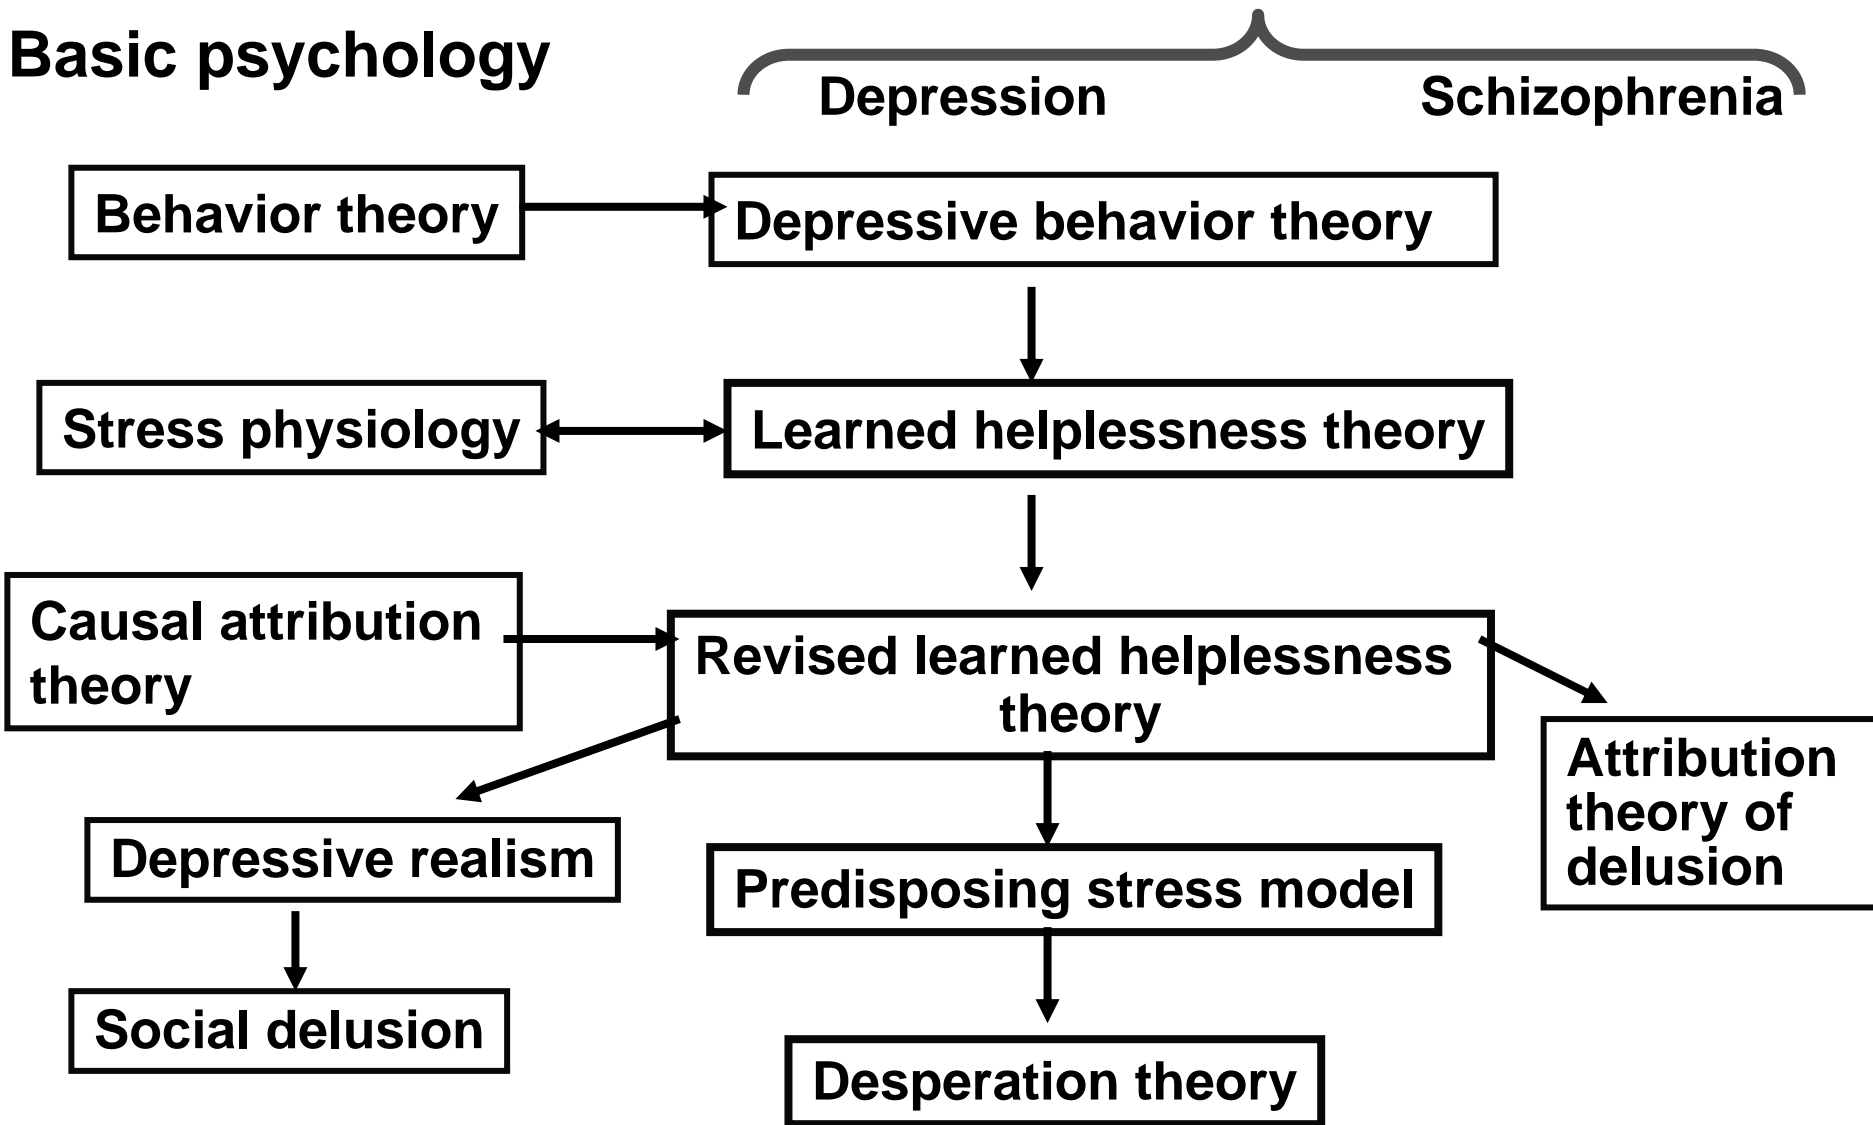 Basic psychology
Depression
Schizophrenia
Behavior theory
Depressive behavior theory
Stress physiology
Learned helplessness theory
Causal attribution
theory
Revised learned helplessness
theory
Attribution
theory of
delusion
Depressive realism
Predisposing stress model
Social delusion
Desperation theory